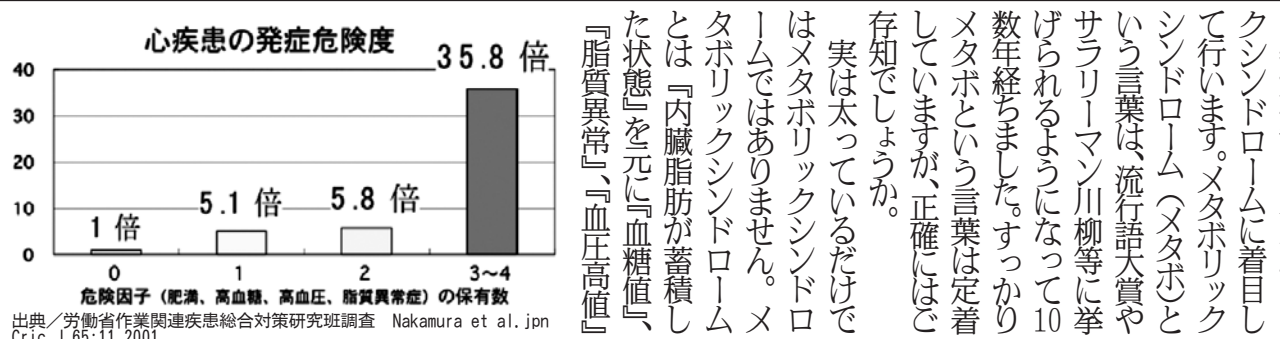 心疾患の発症危険度
40
30
20
10
0
1 倍
5.1 倍
5.8 倍
35.8 倍
0
1
2
3～4
危険因子（肥満、高血糖、高血圧、脂質異常症）の保有数
出典／労働省作業関連疾患総合対策研究班調査　Nakamura et al.jpn
Cric J 65:11,2001
クシンドロームに着目し
て行います。メタボリック
シンドローム（メタボ）と
いう言葉は、流行語大賞や
サラリーマン川柳等に挙
げられるようになって10
数年経ちました。すっかり
メタボという言葉は定着
していますが、正確にはご
存知でしょうか。
実は太っているだけで
はメタボリックシンドロ
ームではありません。メ
タボリックシンドローム
とは『内臓脂肪が蓄積し
た状態』を元に『血糖値』、
『脂質異常』、『血圧高値』